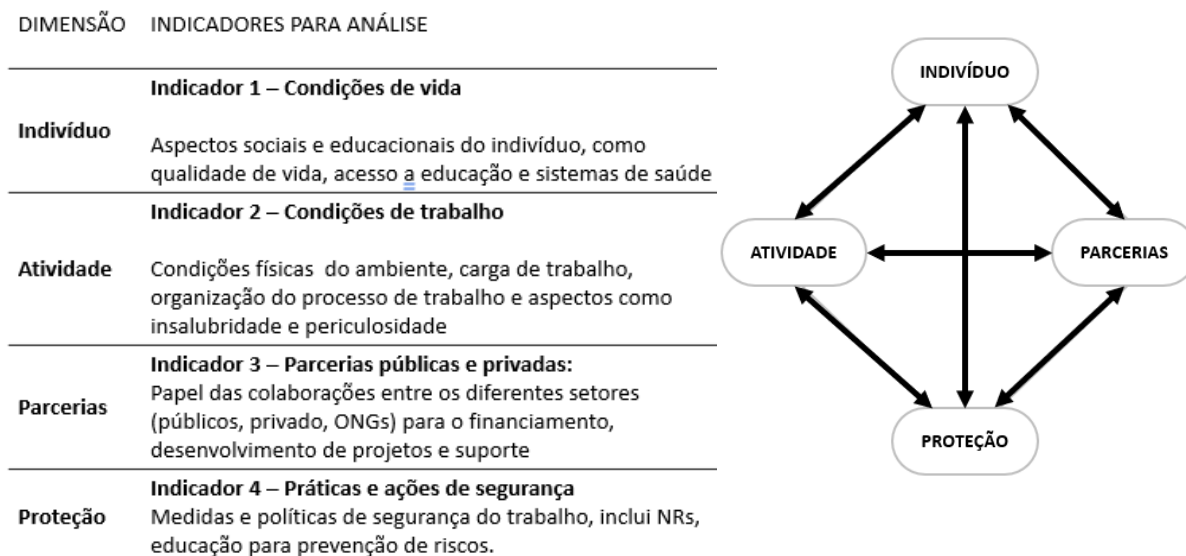 DIMENSÃO INDICADORES PARA ANÁLISE
Indivíduo
Indicador 1 – Condições de vida
Aspectos sociais e educacionais do indivíduo, como
qualidade de vida, acesso a educação e sistemas de saúde
Atividade
Indicador 2 – Condições de trabalho
Condições físicas do ambiente, carga de trabalho,
organização do processo de trabalho e aspectos como
insalubridade e periculosidade
Parcerias
Indicador 3 – Parcerias públicas e privadas:
Papel das colaborações entre os diferentes setores
(públicos, privado, ONGs) para o financiamento,
desenvolvimento de projetos e suporte
Proteção
Indicador 4 – Práticas e ações de segurança
Medidas e políticas de segurança do trabalho, inclui NRs,
educação para prevenção de riscos.
INDIVÍDUO
ATIVIDADE
PARCERIAS
PROTEÇÃO